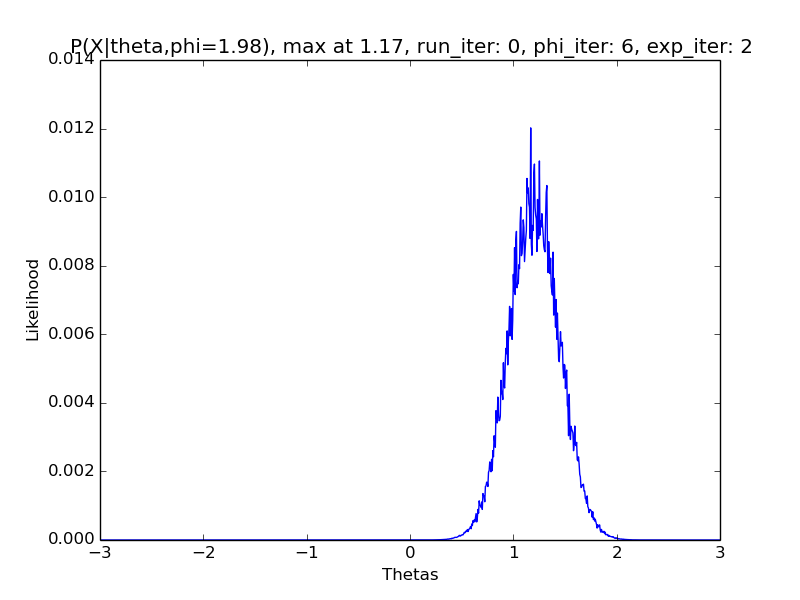 P(X|theta,phi=1.98), max at 1.17, run_iter: 0, phi_iter: 6, exp_iter: 2
0.014
0.012
0.010
0.008
0.006
0.004
0.002
0.000
Likelihood
−3 −2 −1 0 1 2 3
Thetas